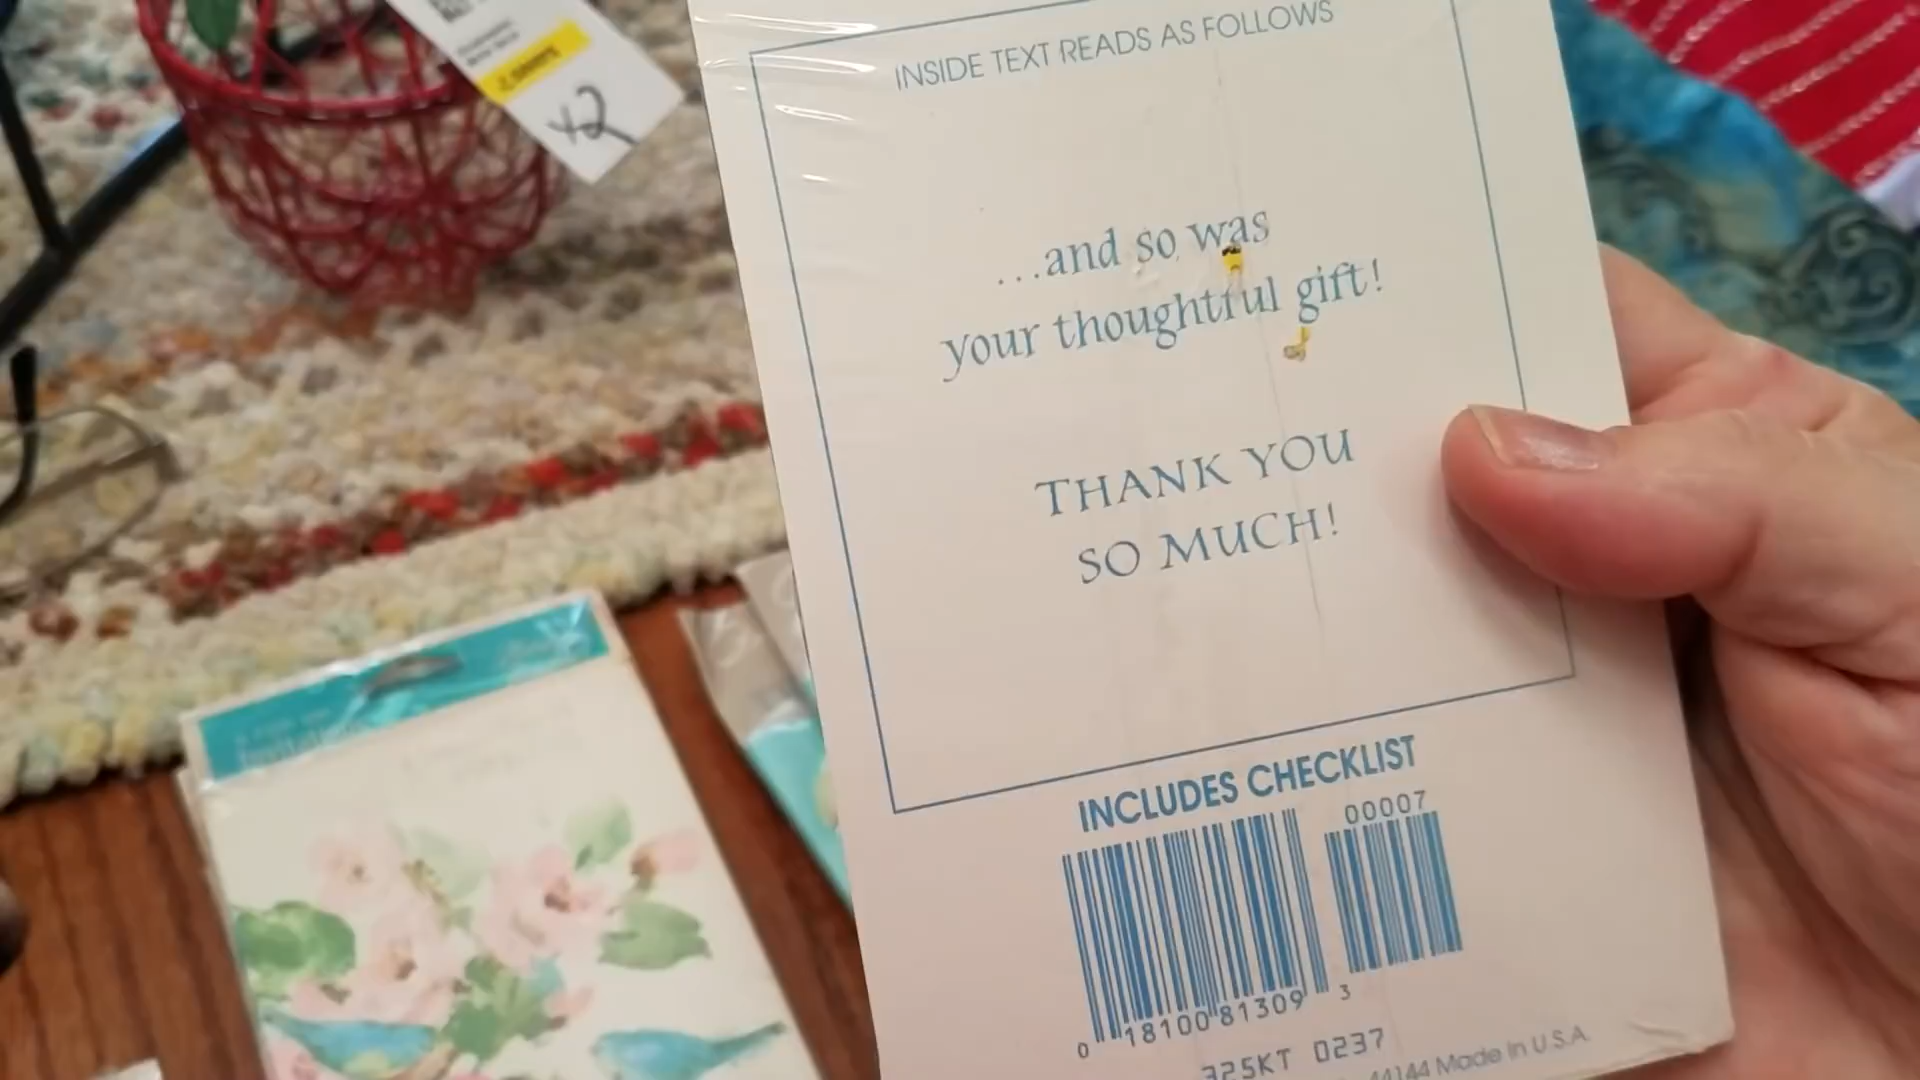 x2
INSIDE TEXT READS AS FOLLOWS
...and so was
your thoughtful gift!
THANK YOU
SO MUCH!
INCLUDES CHECKLIST
00007
0 18100 81309 3
325KT 0237
44144 Made in U.S.A.